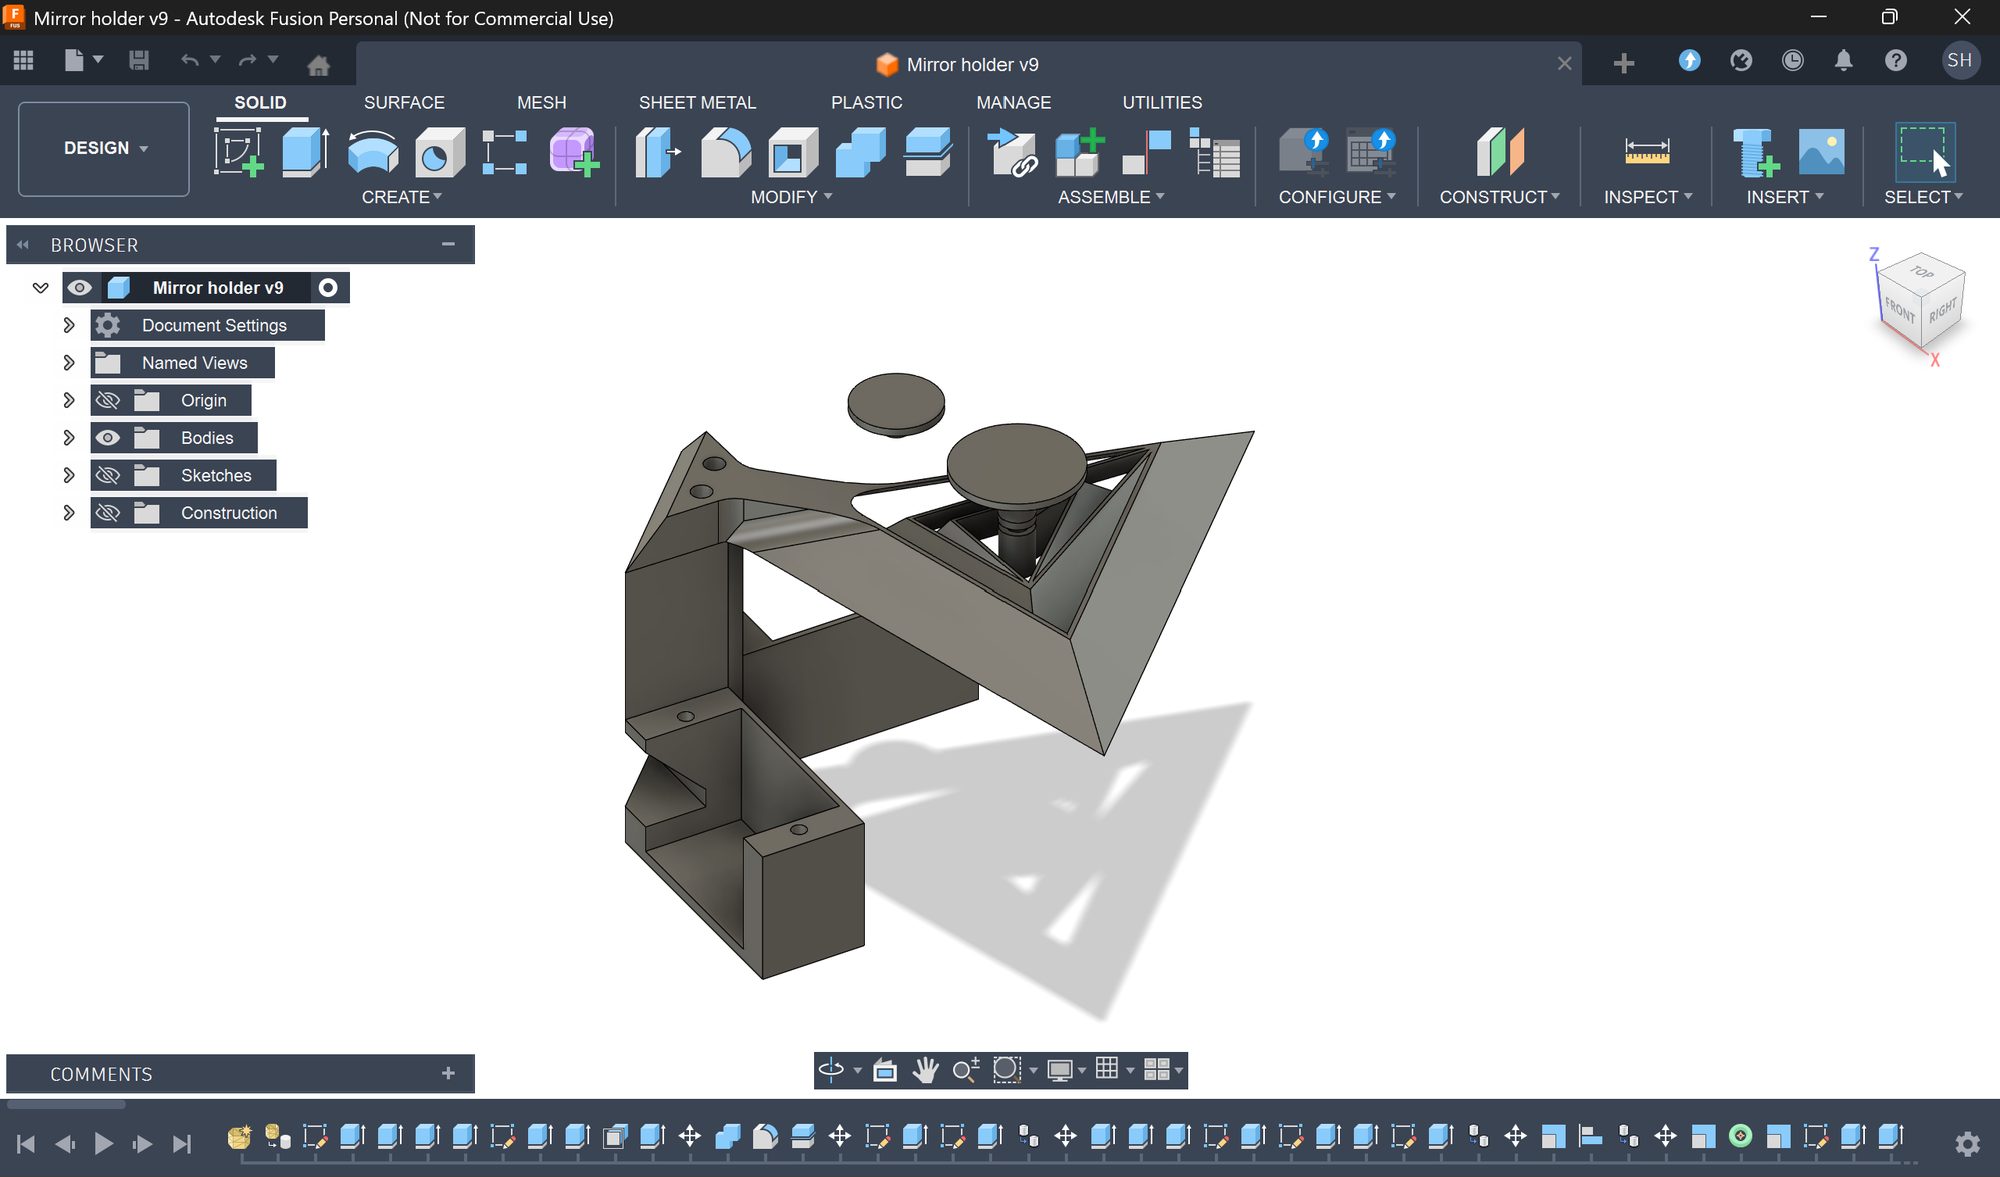 Mirror holder v9 - Autodesk Fusion Personal (Not for Commercial Use)
Mirror holder v9
SH
DESIGN
SOLID SURFACE MESH SHEET METAL PLASTIC MANAGE UTILITIES
CREATE MODIFY ASSEMBLE CONFIGURE CONSTRUCT INSPECT INSERT SELECT
BROWSER
Mirror holder v9
Document Settings
Named Views
Origin
Bodies
Sketches
Construction
Z
TOP
FRONT RIGHT
X
COMMENTS